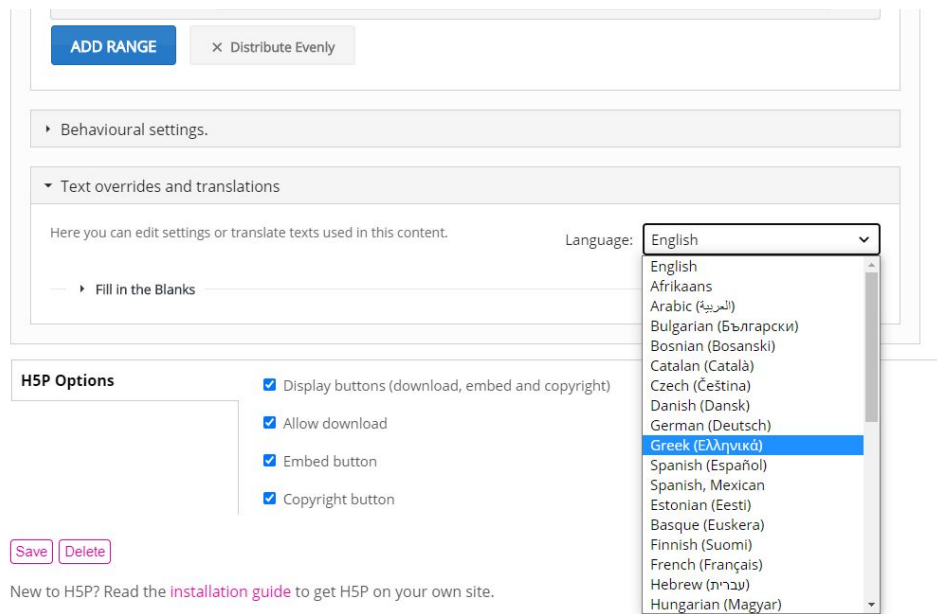 ADD RANGE
× Distribute Evenly
Behavioural settings.
Text overrides and translations
Here you can edit settings or translate texts used in this content.
Language: English
Fill in the Blanks
English
Afrikaans
Arabic (العربية)
Bulgarian (Български)
Bosnian (Bosanski)
Catalan (Català)
Czech (Čeština)
Danish (Dansk)
German (Deutsch)
Greek (Ελληνικά)
Spanish (Español)
Spanish, Mexican
Estonian (Eesti)
Basque (Euskera)
Finnish (Suomi)
French (Français)
Hebrew (עברית)
Hungarian (Magyar)
H5P Options
Display buttons (download, embed and copyright)
Allow download
Embed button
Copyright button
Save Delete
New to H5P? Read the installation guide to get H5P on your own site.